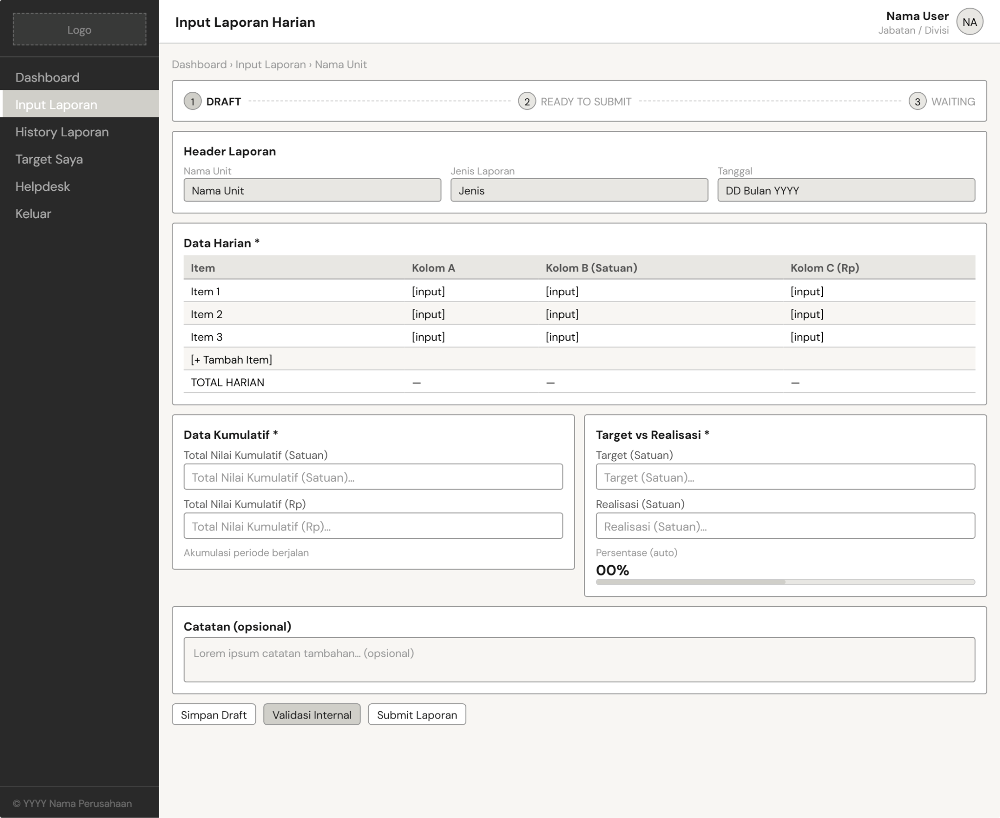 Logo
Dashboard
Input Laporan
History Laporan
Target Saya
Helpdesk
Keluar
© YYYY Nama Perusahaan
Input Laporan Harian
Nama User
Jabatan / Divisi
NA
Dashboard › Input Laporan › Nama Unit
1 DRAFT
2 READY TO SUBMIT
3 WAITING
Header Laporan
Nama Unit Jenis Laporan Tanggal
Nama Unit Jenis DD Bulan YYYY
Data Harian *
Item Kolom A Kolom B (Satuan) Kolom C (Rp)
Item 1 [input] [input] [input]
Item 2 [input] [input] [input]
Item 3 [input] [input] [input]
[+ Tambah Item]
TOTAL HARIAN — — —
Data Kumulatif *
Total Nilai Kumulatif (Satuan)
Total Nilai Kumulatif (Satuan)...
Total Nilai Kumulatif (Rp)
Total Nilai Kumulatif (Rp)...
Akumulasi periode berjalan
Target vs Realisasi *
Target (Satuan)
Target (Satuan)...
Realisasi (Satuan)
Realisasi (Satuan)...
Persentase (auto)
00%
Catatan (opsional)
Lorem ipsum catatan tambahan... (opsional)
Simpan Draft
Validasi Internal
Submit Laporan